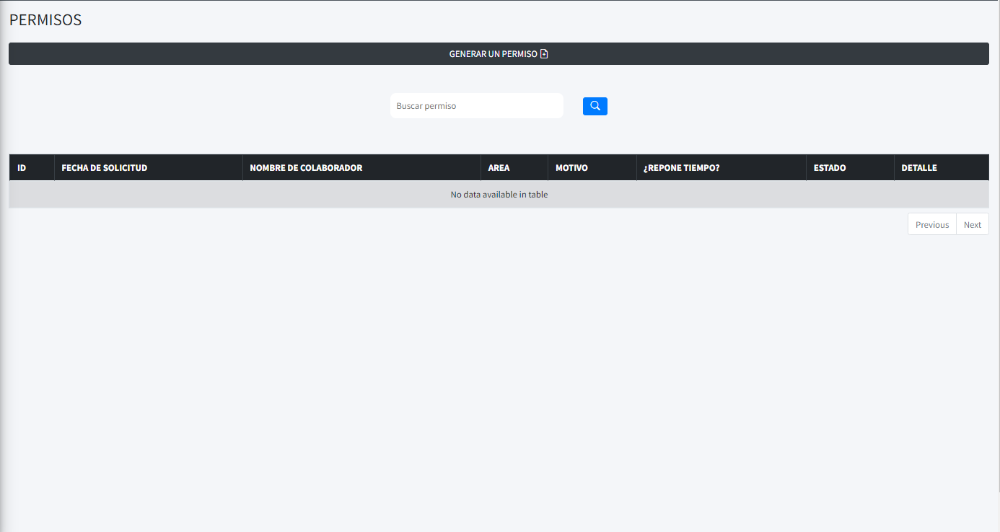 PERMISOS
GENERAR UN PERMISO
Buscar permiso
ID FECHA DE SOLICITUD NOMBRE DE COLABORADOR AREA MOTIVO ¿REPONE TIEMPO? ESTADO DETALLE
No data available in table
Previous Next